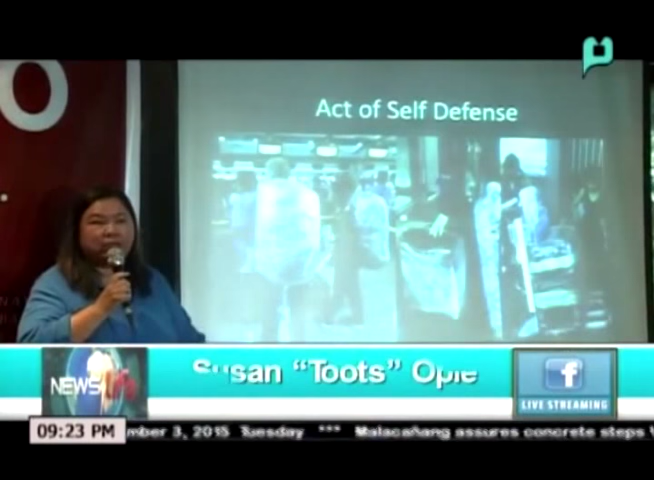 Act of Self Defense
Susan "Toots" Ople
NEWS
LIVE STREAMING
09:23 PM mber 3, 2015 Tuesday *** Malacañang assures concrete steps